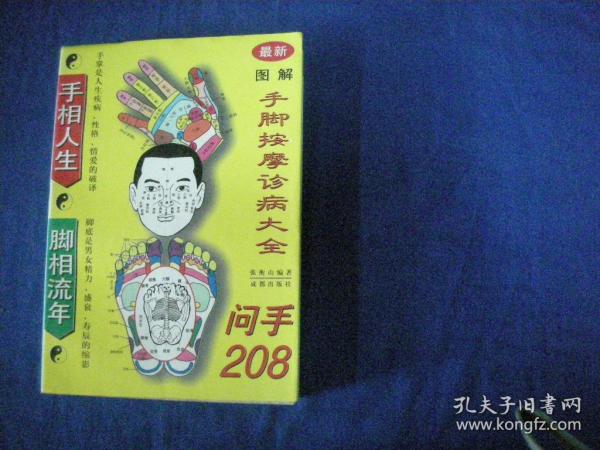 最新
图解
手脚按摩诊病大全
张衡山编著
成都出版社
手相人生
手掌是人生疾病、性格、情爱的破译
脚相流年
脚底是男女精力、盛衰、寿辰的缩影
问手
208
孔夫子旧书网
www.kongfz.com